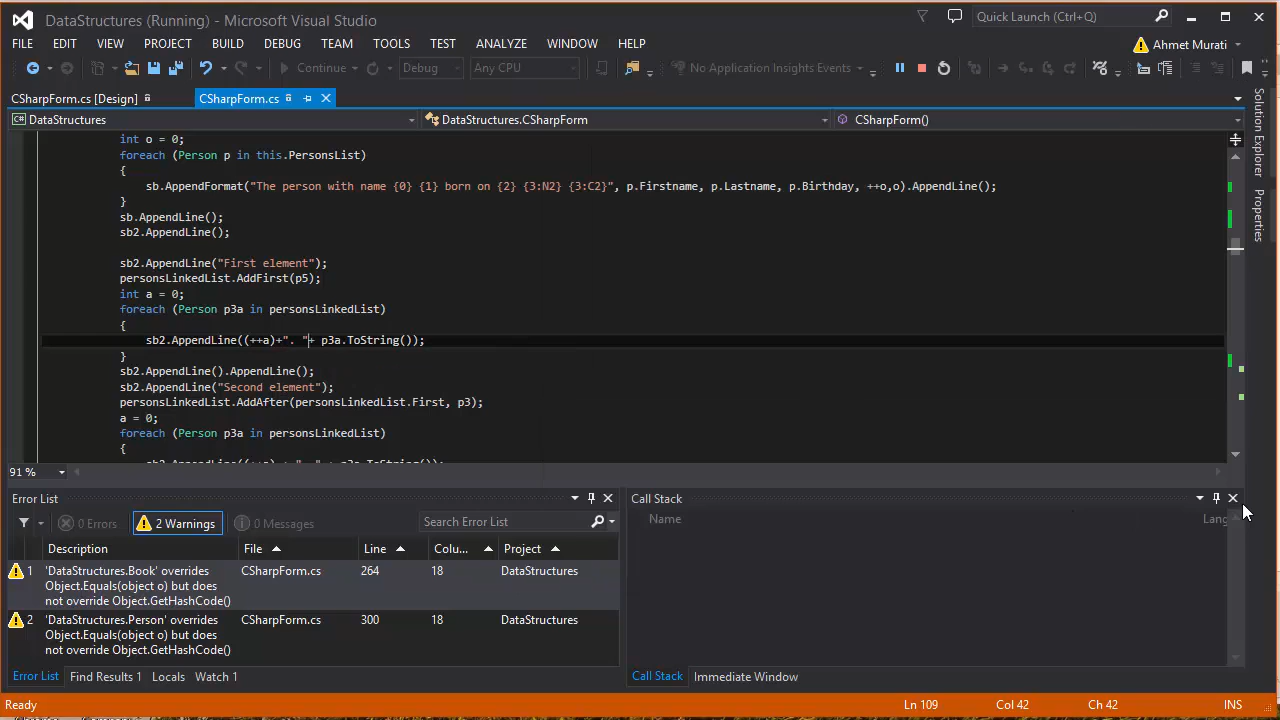 DataStructures (Running) - Microsoft Visual Studio
Quick Launch (Ctrl+Q)
FILE EDIT VIEW PROJECT BUILD DEBUG TEAM TOOLS TEST ANALYZE WINDOW HELP
Ahmet Murati
Continue Debug Any CPU No Application Insights Events
CSharpForm.cs [Design] CSharpForm.cs
DataStructures DataStructures.CSharpForm CSharpForm()
int o = 0;
foreach (Person p in this.PersonsList)
{
sb.AppendFormat("The person with name {0} {1} born on {2} {3:N2} {3:C2}", p.Firstname, p.Lastname, p.Birthday, ++o,o).AppendLine();
}
sb.AppendLine();
sb2.AppendLine();
sb2.AppendLine("First element");
personsLinkedList.AddFirst(p5);
int a = 0;
foreach (Person p3a in personsLinkedList)
{
sb2.AppendLine((++a)+". "+ p3a.ToString());
}
sb2.AppendLine().AppendLine();
sb2.AppendLine("Second element");
personsLinkedList.AddAfter(personsLinkedList.First, p3);
a = 0;
foreach (Person p3a in personsLinkedList)
{
sb2.AppendLine((++a) + ". " + p3a.ToString());
91 %
Solution Explorer
Properties
Error List
0 Errors 2 Warnings 0 Messages Search Error List
Description File Line Colu... Project
1 'DataStructures.Book' overrides CSharpForm.cs 264 18 DataStructures
Object.Equals(object o) but does
not override Object.GetHashCode()
2 'DataStructures.Person' overrides CSharpForm.cs 300 18 DataStructures
Object.Equals(object o) but does
not override Object.GetHashCode()
Error List Find Results 1 Locals Watch 1
Call Stack
Name Lang
Call Stack Immediate Window
Ready Ln 109 Col 42 Ch 42 INS